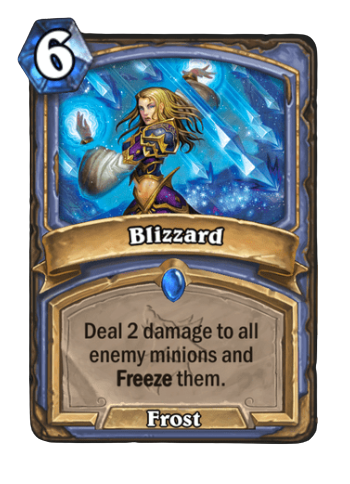 6
Blizzard
Deal 2 damage to all
enemy minions and
Freeze them.
Frost